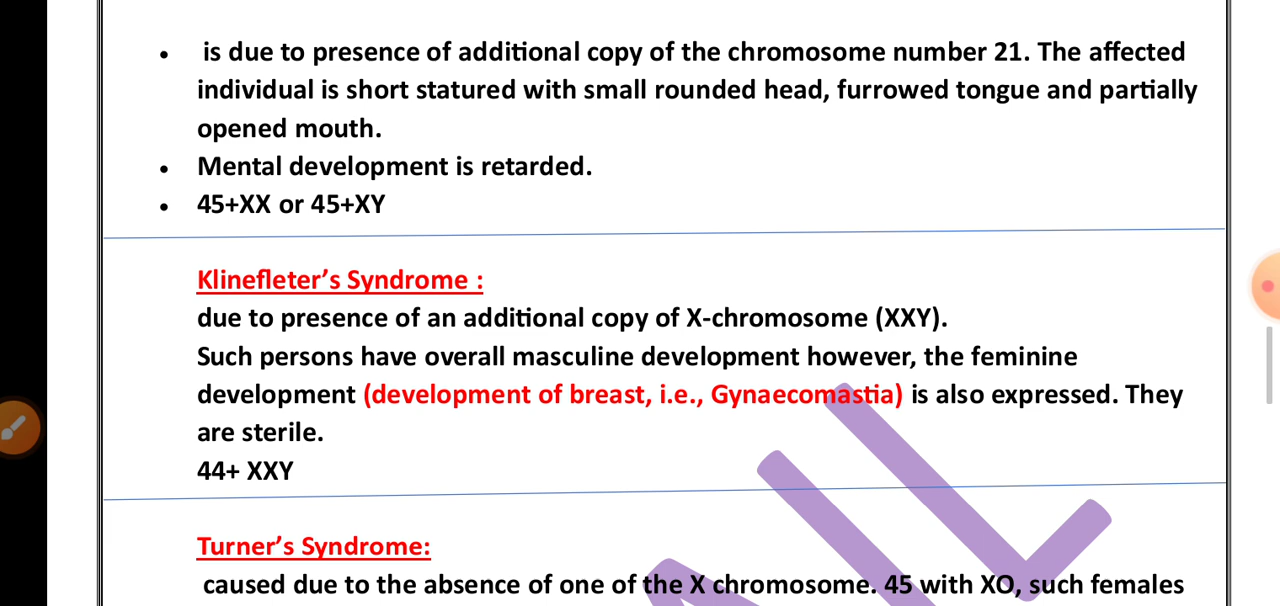 • is due to presence of additional copy of the chromosome number 21. The affected
individual is short statured with small rounded head, furrowed tongue and partially
opened mouth.
• Mental development is retarded.
• 45+XX or 45+XY
Klinefleter’s Syndrome :
due to presence of an additional copy of X-chromosome (XXY).
Such persons have overall masculine development however, the feminine
development (development of breast, i.e., Gynaecomastia) is also expressed. They
are sterile.
44+ XXY
Turner’s Syndrome:
caused due to the absence of one of the X chromosome. 45 with XO, such females